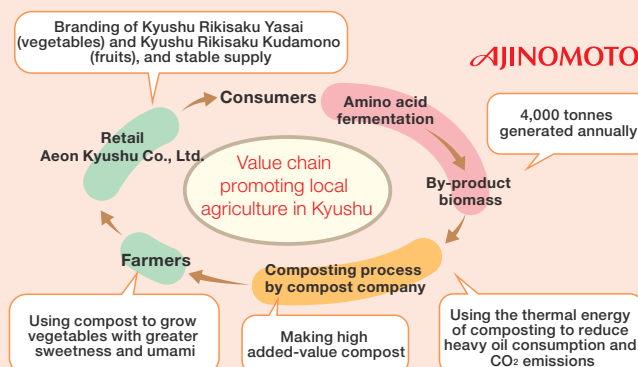 Branding of Kyushu Rikisaku Yasai
(vegetables) and Kyushu Rikisaku Kudamono
(fruits), and stable supply
AJINOMOTO
Consumers
Amino acid
fermentation
4,000 tonnes
generated annually
Retail
Aeon Kyushu Co., Ltd.
Value chain
promoting local
agriculture in Kyushu
By-product
biomass
Farmers
Composting process
by compost company
Using compost to grow
vegetables with greater
sweetness and umami
Making high
added-value compost
Using the thermal energy
of composting to reduce
heavy oil consumption and
CO₂ emissions